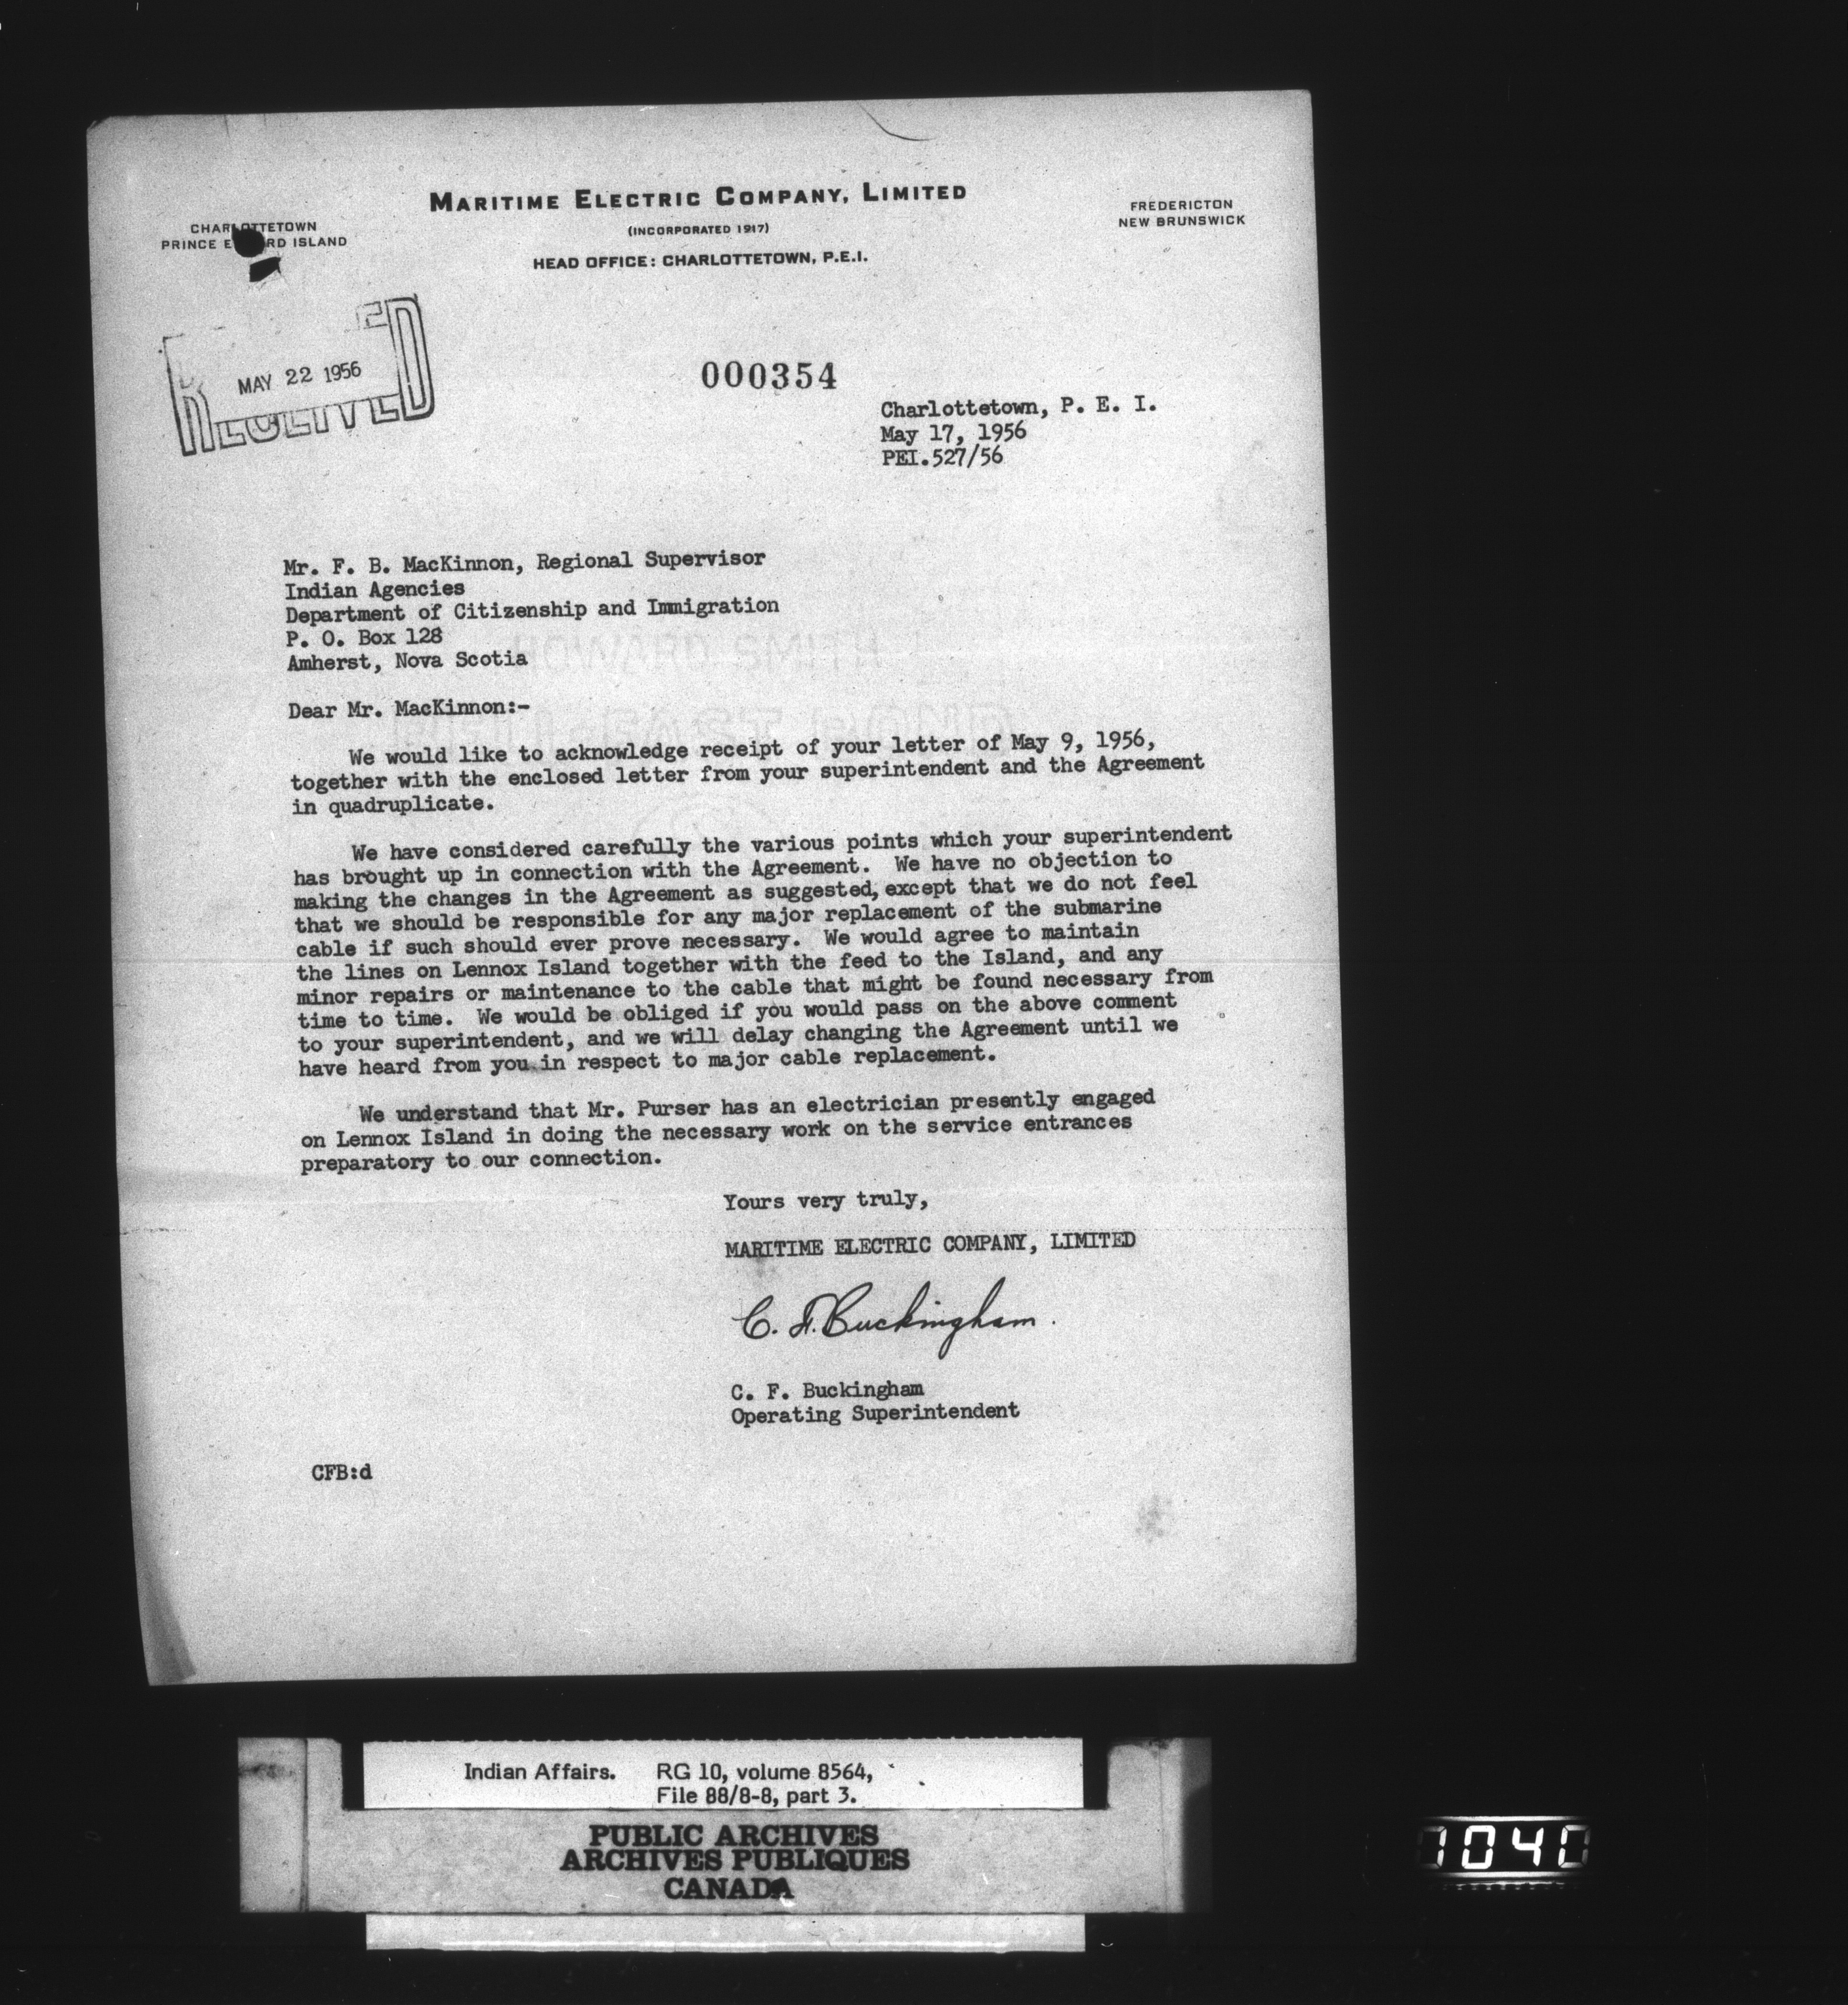 MARITIME ELECTRIC COMPANY, LIMITED
(INCORPORATED 1917)
HEAD OFFICE: CHARLOTTETOWN, P.E.I.
CHARLOTTETOWN
PRINCE EDWARD ISLAND
FREDERICTON
NEW BRUNSWICK
RECEIVED
MAY 22 1956
000354
Charlottetown, P. E. I.
May 17, 1956
PEI.527/56
Mr. F. B. MacKinnon, Regional Supervisor
Indian Agencies
Department of Citizenship and Immigration
P. O. Box 128
Amherst, Nova Scotia
Dear Mr. MacKinnon:-
We would like to acknowledge receipt of your letter of May 9, 1956,
together with the enclosed letter from your superintendent and the Agreement
in quadruplicate.
We have considered carefully the various points which your superintendent
has brought up in connection with the Agreement. We have no objection to
making the changes in the Agreement as suggested, except that we do not feel
that we should be responsible for any major replacement of the submarine
cable if such should ever prove necessary. We would agree to maintain
the lines on Lennox Island together with the feed to the Island, and any
minor repairs or maintenance to the cable that might be found necessary from
time to time. We would be obliged if you would pass on the above comment
to your superintendent, and we will delay changing the Agreement until we
have heard from you in respect to major cable replacement.
We understand that Mr. Purser has an electrician presently engaged
on Lennox Island in doing the necessary work on the service entrances
preparatory to our connection.
Yours very truly,
MARITIME ELECTRIC COMPANY, LIMITED
C. F. Buckingham.
C. F. Buckingham
Operating Superintendent
CFB:d
Indian Affairs. RG 10, volume 8564,
File 88/8-8, part 3.
PUBLIC ARCHIVES
ARCHIVES PUBLIQUES
CANADA
1040